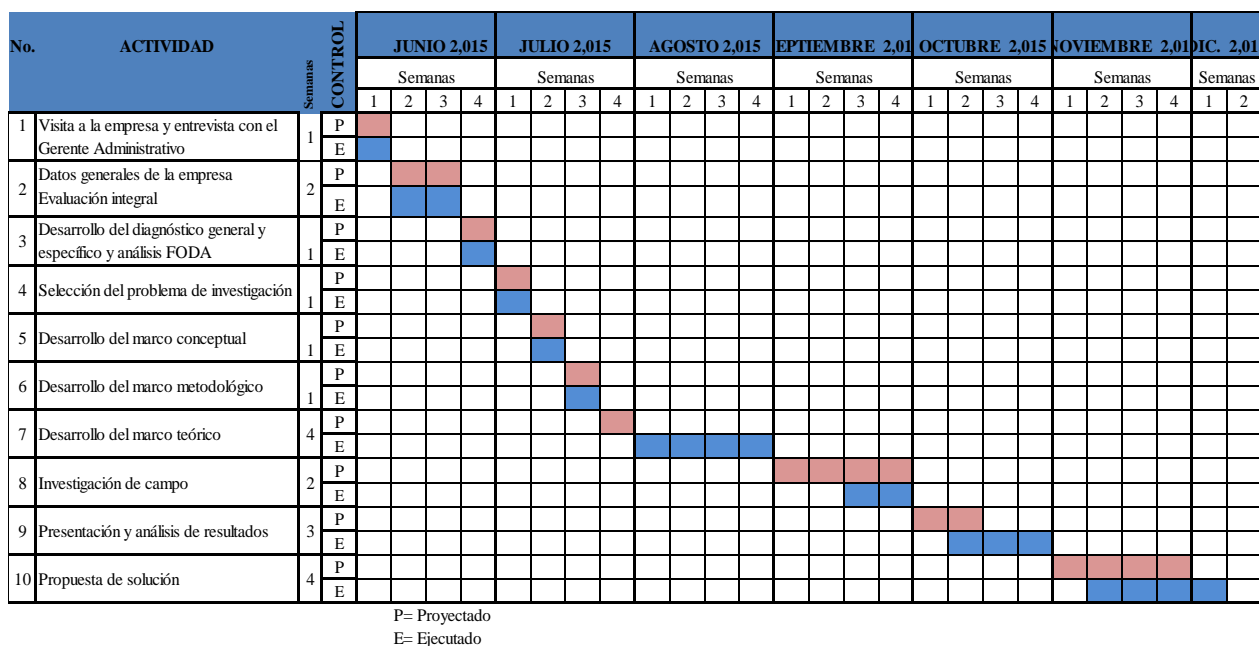 No. ACTIVIDAD Semanas CONTROL JUNIO 2,015 JULIO 2,015 AGOSTO 2,015 EPTIEMBRE 2,01 OCTUBRE 2,015 NOVIEMBRE 2,01 DIC. 2,01
Semanas Semanas Semanas Semanas Semanas Semanas Semanas
1 2 3 4 1 2 3 4 1 2 3 4 1 2 3 4 1 2 3 4 1 2 3 4 1 2
1 Visita a la empresa y entrevista con el 1 P
Gerente Administrativo E
2 Datos generales de la empresa 2 P
Evaluación integral E
3 Desarrollo del diagnóstico general y P
específico y análisis FODA 1 E
4 Selección del problema de investigación P
1 E
5 Desarrollo del marco conceptual P
1 E
6 Desarrollo del marco metodológico P
1 E
7 Desarrollo del marco teórico 4 P
E
8 Investigación de campo 2 P
E
9 Presentación y análisis de resultados 3 P
E
10 Propuesta de solución 4 P
E
P= Proyectado
E= Ejecutado